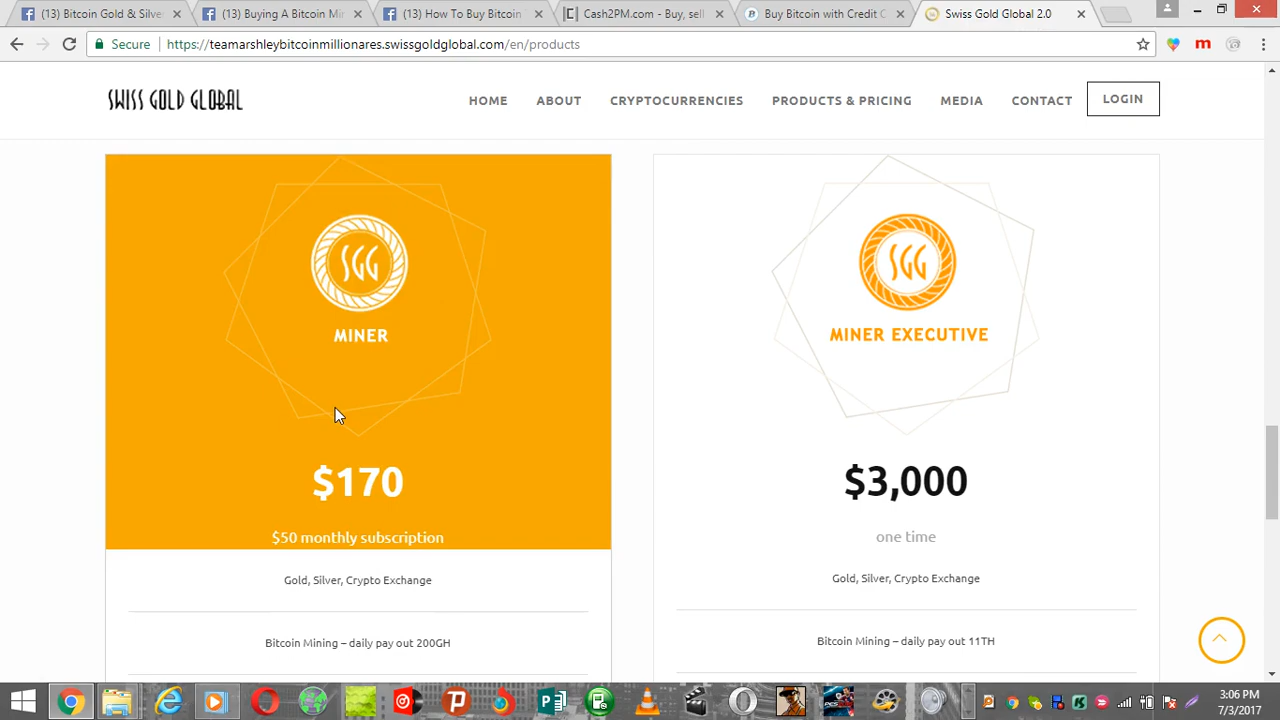 (13) Bitcoin Gold & Silver
(13) Buying A Bitcoin Min
(13) How To Buy Bitcoin
Cash2PM.com - Buy, sell
Buy Bitcoin with Credit C
Swiss Gold Global 2.0
Secure
https://teamarshleybitcoinmillionares.swissgoldglobal.com/en/products
m
SWISS GOLD GLOBAL
HOME
ABOUT
CRYPTOCURRENCIES
PRODUCTS & PRICING
MEDIA
CONTACT
LOGIN
SGG
MINER
$170
$50 monthly subscription
Gold, Silver, Crypto Exchange
Bitcoin Mining – daily pay out 200GH
SGG
MINER EXECUTIVE
$3,000
one time
Gold, Silver, Crypto Exchange
Bitcoin Mining – daily pay out 11TH
3:06 PM
7/3/2017